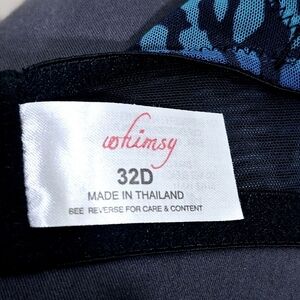 whimsy
32D
MADE IN THAILAND
SEE REVERSE FOR CARE & CONTENT